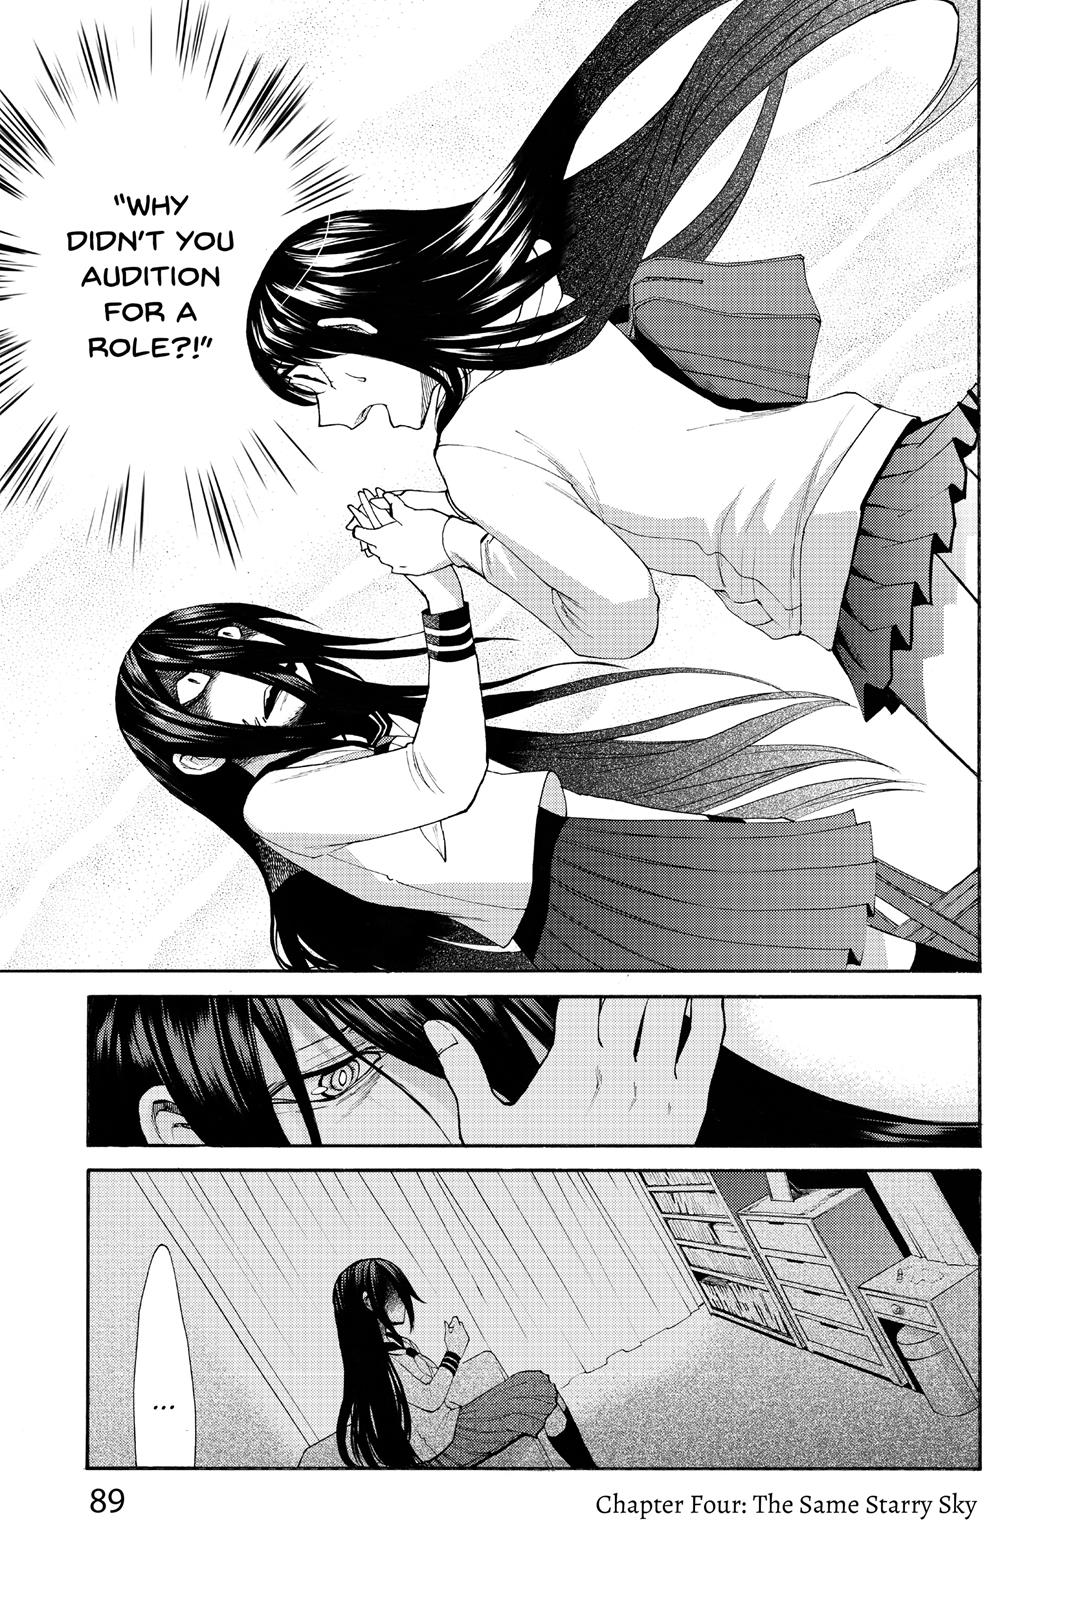 “WHY
DIDN'T YOU
AUDITION
FOR A
ROLE?!”
...
89
Chapter Four: The Same Starry Sky